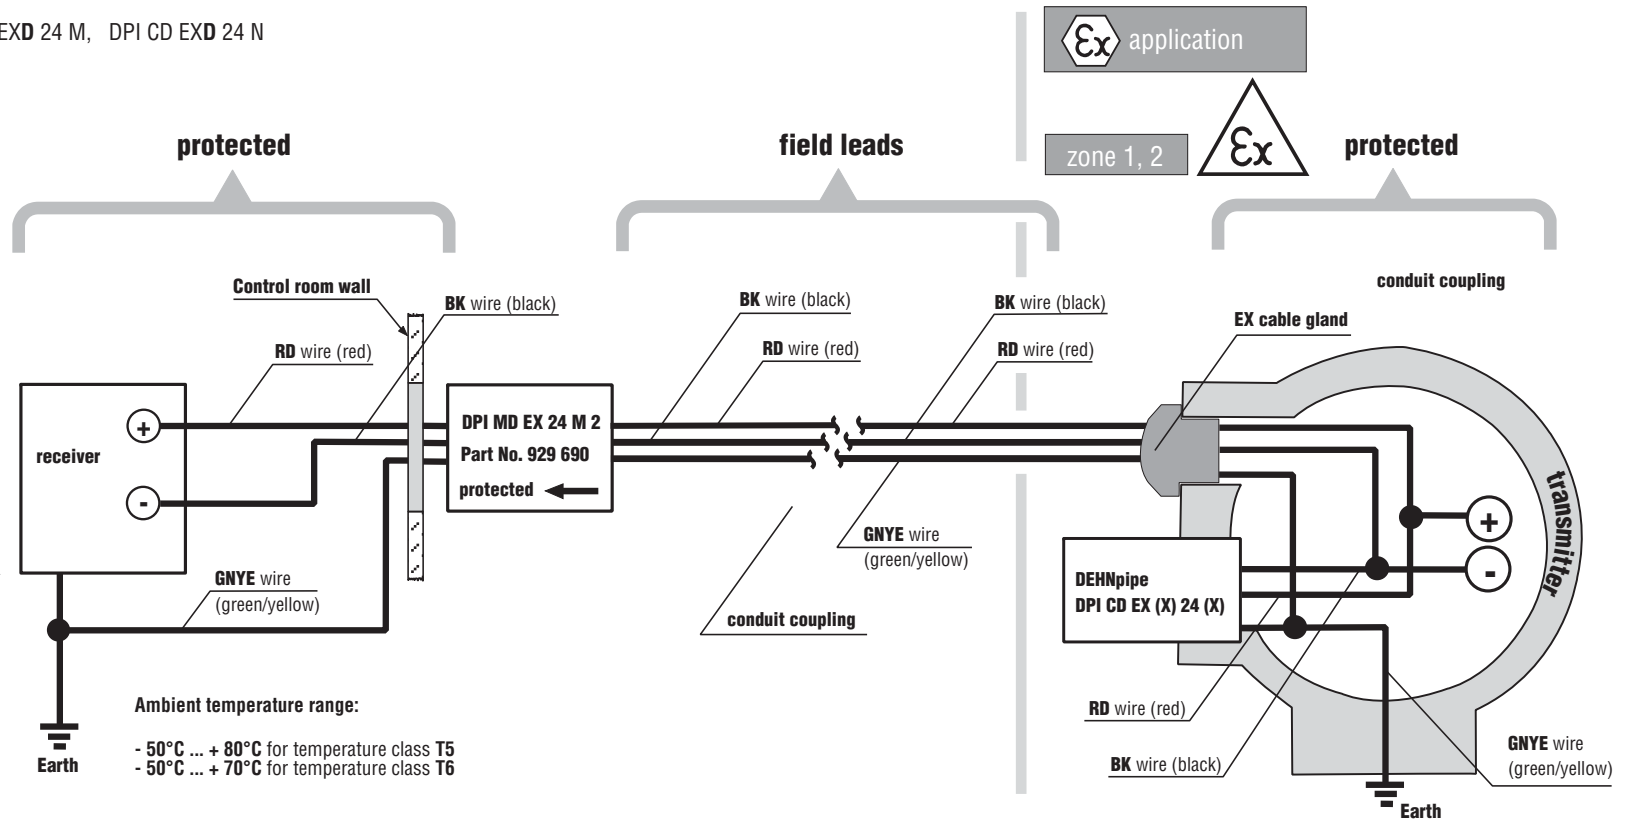 EXD 24 M, DPI CD EXD 24 N
Ex application
zone 1, 2
Ex
protected
field leads
protected
Control room wall
BK wire (black)
RD wire (red)
BK wire (black)
RD wire (red)
BK wire (black)
RD wire (red)
conduit coupling
EX cable gland
receiver
+
-
DPI MD EX 24 M 2
Part No. 929 690
protected
GNYE wire
(green/yellow)
GNYE wire
(green/yellow)
conduit coupling
transmitter
+
-
DEHNpipe
DPI CD EX (X) 24 (X)
RD wire (red)
BK wire (black)
GNYE wire
(green/yellow)
Earth
Earth
Ambient temperature range:
- 50°C ... + 80°C for temperature class T5
- 50°C ... + 70°C for temperature class T6